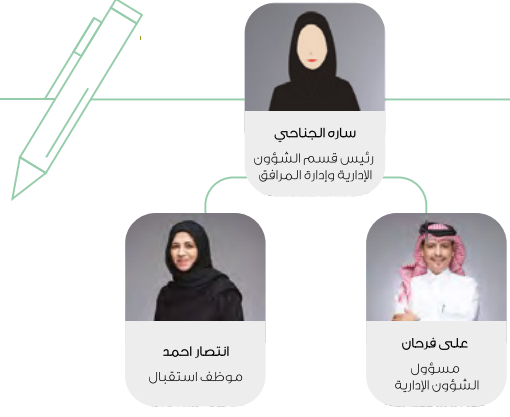 ساره الجناحي
رئيس قسم الشؤون
الإدارية وإدارة المرافق
على فرحان
مسؤول
الشؤون الإدارية
انتصار احمد
موظف استقبال